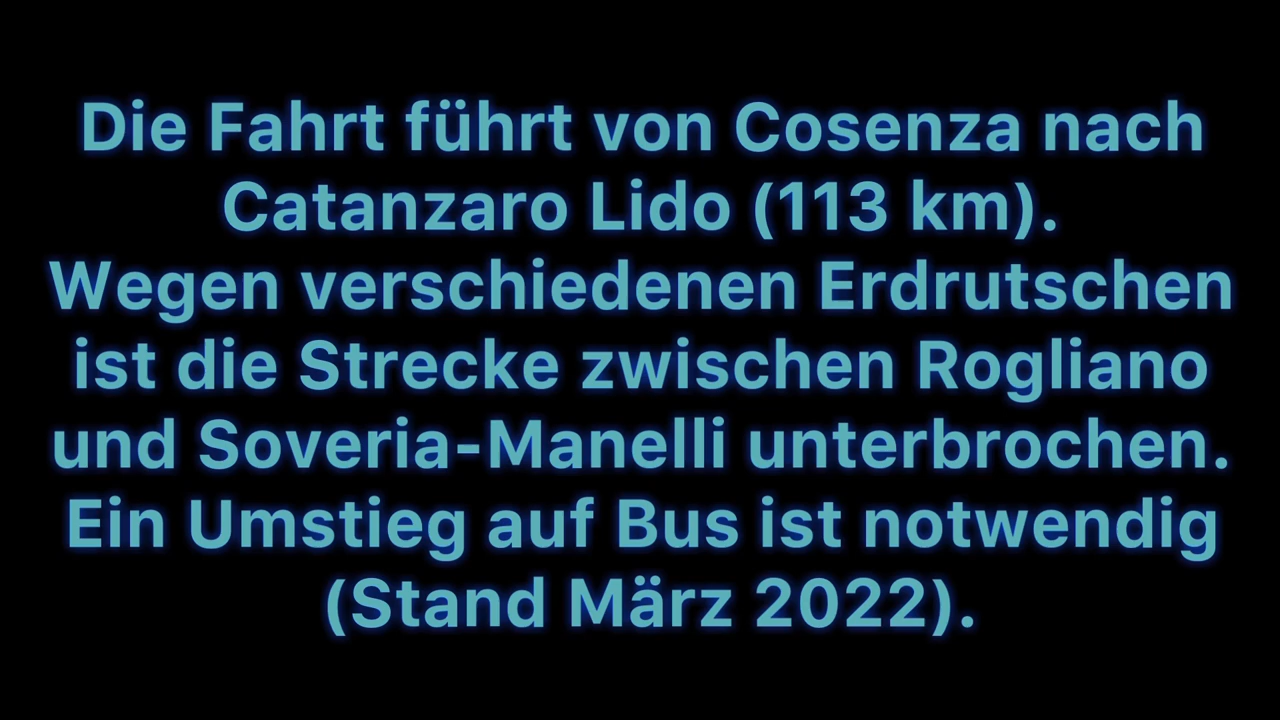 Die Fahrt führt von Cosenza nach
Catanzaro Lido (113 km).
Wegen verschiedenen Erdrutschen
ist die Strecke zwischen Rogliano
und Soveria-Manelli unterbrochen.
Ein Umstieg auf Bus ist notwendig
(Stand März 2022).